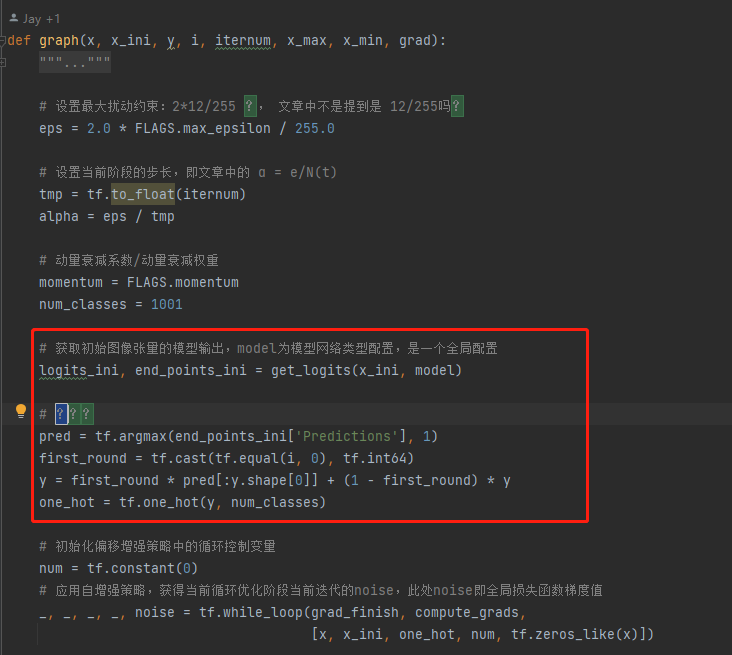 Jay +1
def graph(x, x_ini, y, i, iternum, x_max, x_min, grad):
"""..."""
# 设置最大扰动约束：2*12/255 ？， 文章中不是提到是 12/255吗？
eps = 2.0 * FLAGS.max_epsilon / 255.0
# 设置当前阶段的步长，即文章中的 α = e/N(t)
tmp = tf.to_float(iternum)
alpha = eps / tmp
# 动量衰减系数/动量衰减权重
momentum = FLAGS.momentum
num_classes = 1001
# 获取初始图像张量的模型输出，model为模型网络类型配置，是一个全局配置
logits_ini, end_points_ini = get_logits(x_ini, model)
# ？？？
pred = tf.argmax(end_points_ini['Predictions'], 1)
first_round = tf.cast(tf.equal(i, 0), tf.int64)
y = first_round * pred[:y.shape[0]] + (1 - first_round) * y
one_hot = tf.one_hot(y, num_classes)
# 初始化偏移增强策略中的循环控制变量
num = tf.constant(0)
# 应用自增强策略，获得当前循环优化阶段当前迭代的noise，此处noise即全局损失函数梯度值
_, _, _, _, noise = tf.while_loop(grad_finish, compute_grads,
[x, x_ini, one_hot, num, tf.zeros_like(x)])